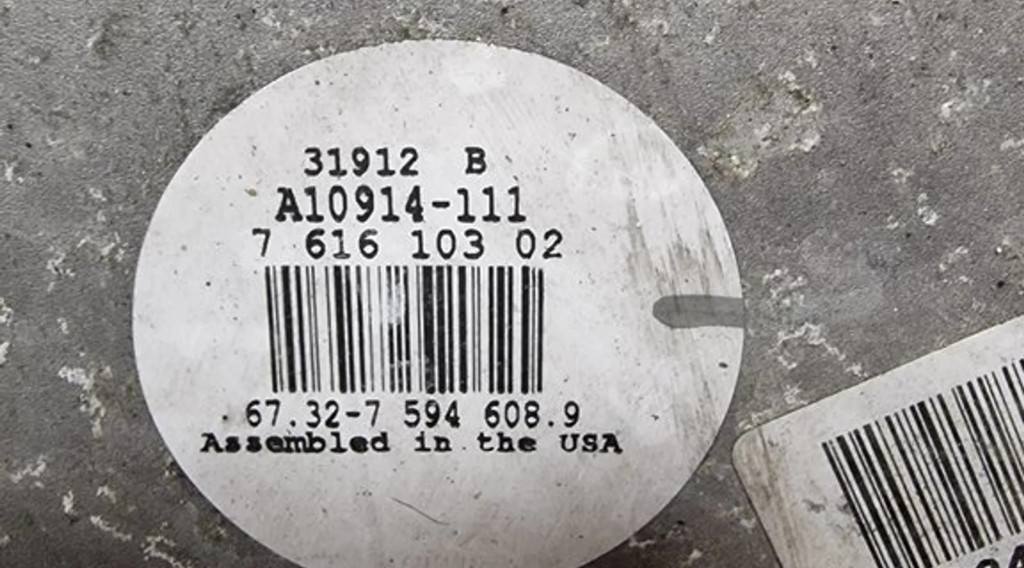 31912 B
A10914-111
7 616 103 02
67.32-7 594 608.9
Assembled in the USA